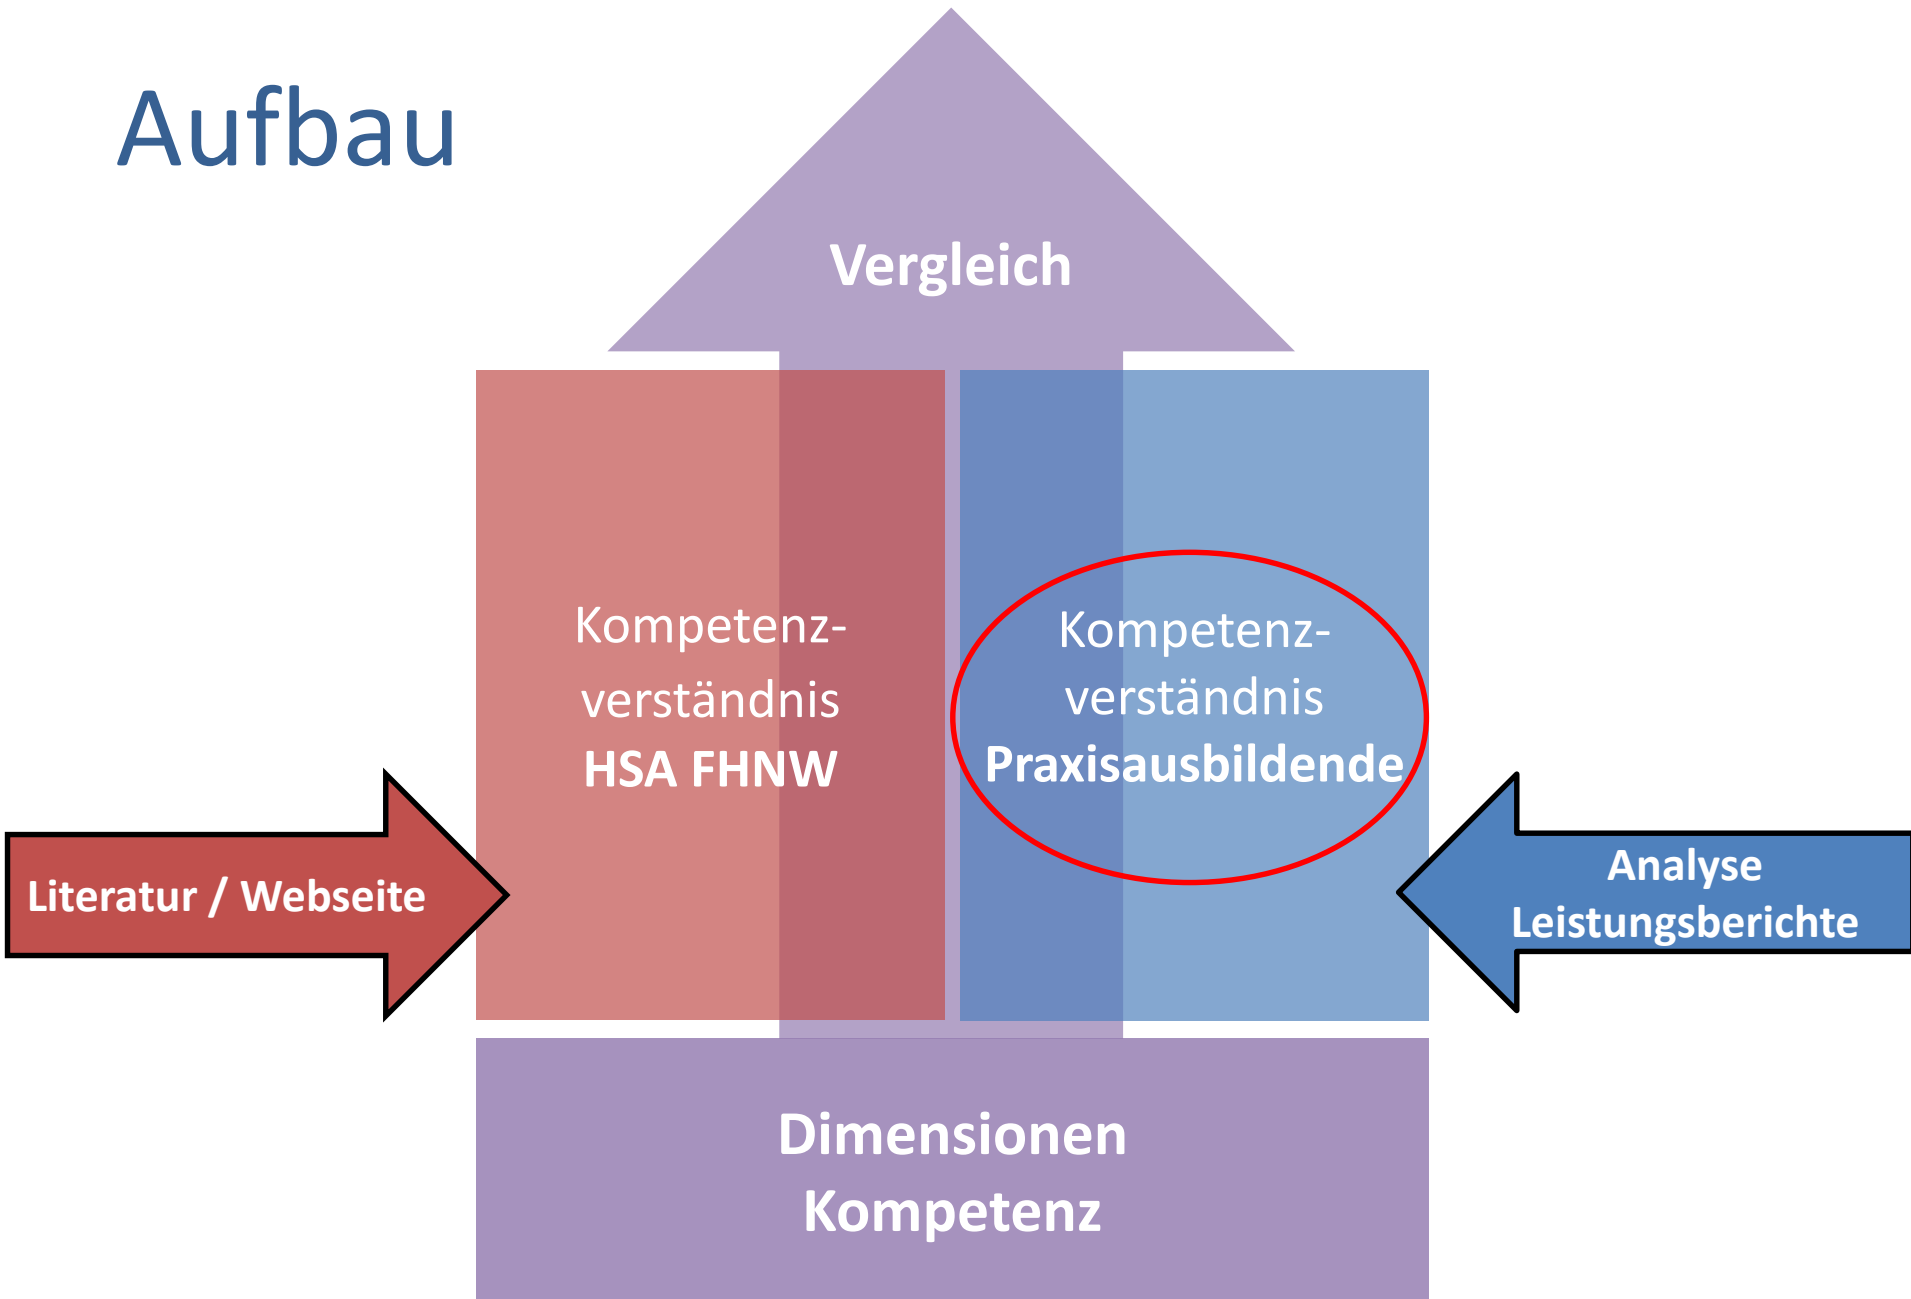 Aufbau
Vergleich
Kompetenz-
verständnis
HSA FHNW
Kompetenz-
verständnis
Praxisausbildende
Literatur / Webseite
Analyse
Leistungsberichte
Dimensionen
Kompetenz